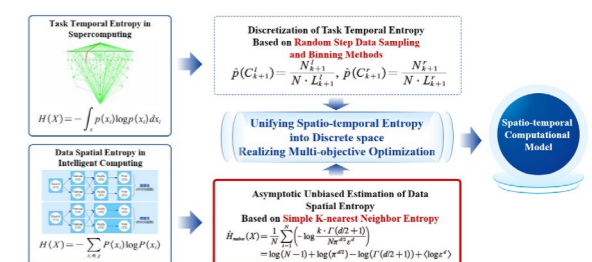 Task Temporal Entropy in
Supercomputing
H(X)=−∫ₓ p(xᵢ)logp(xᵢ)dxᵢ
Discretization of Task Temporal Entropy
Based on Random Step Data Sampling
and Binning Methods
p̂(Cˡₖ₊₁)=Nˡₖ₊₁/(N·Lˡₖ₊₁), p̂(Cʳₖ₊₁)=Nʳₖ₊₁/(N·Lʳₖ₊₁)
Unifying Spatio-temporal Entropy
into Discrete space
Realizing Multi-objective Optimization
Spatio-temporal
Computational
Model
Data Spatial Entropy in
Intelligent Computing
H(X)=−∑ P(xᵢ)logP(xᵢ)
xᵢ∈χ
Asymptotic Unbiased Estimation of Data
Spatial Entropy
Based on Simple K-nearest Neighbor Entropy
Ĥₙₐᵢᵥₑ(X)=1/N ∑ᵢ₌₁ᴺ(−log k·Γ(d/2+1)/(Nπ^{d/2}ε^d))
=log(N−1)+log(π^{d/2})−log(Γ(d/2+1))+⟨logε^d⟩